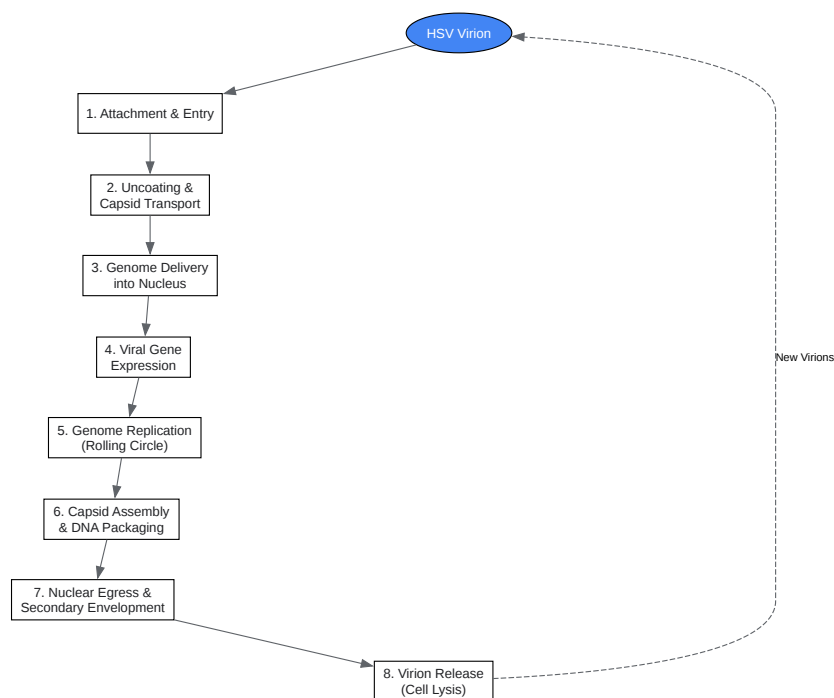 HSV Virion
1. Attachment & Entry
2. Uncoating &
Capsid Transport
3. Genome Delivery
into Nucleus
4. Viral Gene
Expression
New Virions
5. Genome Replication
(Rolling Circle)
6. Capsid Assembly
& DNA Packaging
7. Nuclear Egress &
Secondary Envelopment
8. Virion Release
(Cell Lysis)